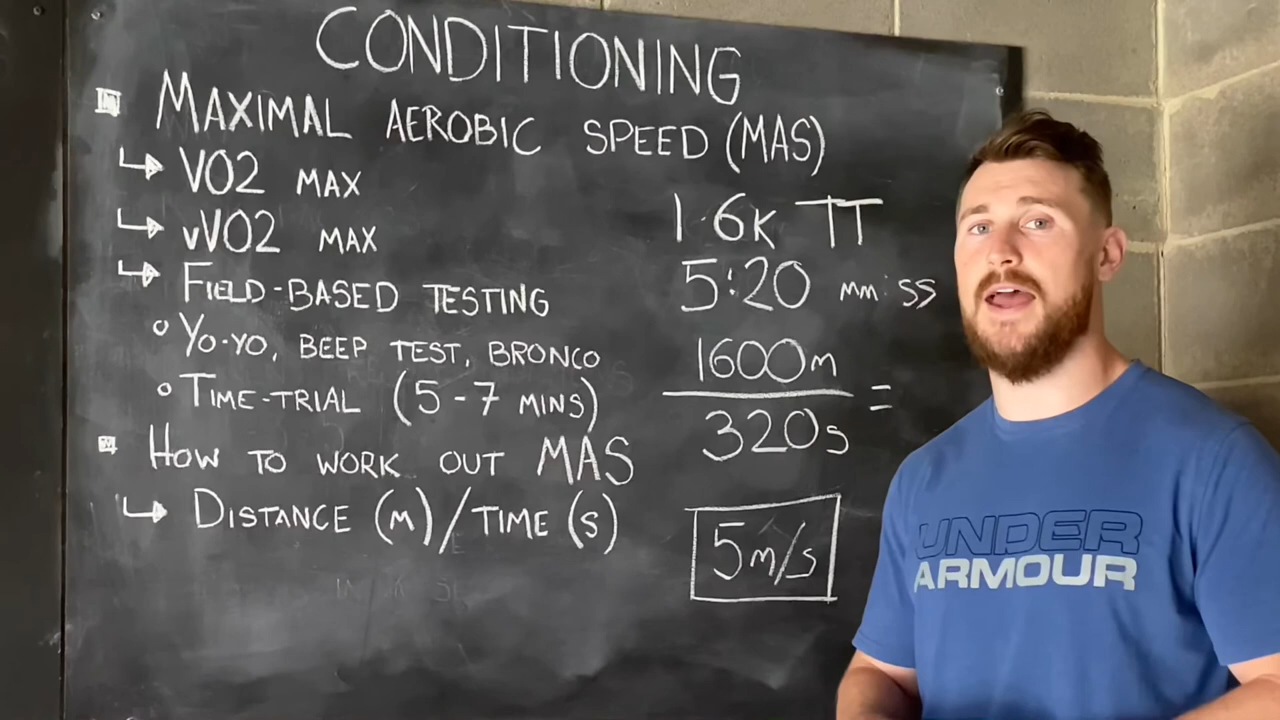 CONDITIONING
MAXIMAL AEROBIC SPEED (MAS)
VO2 MAX
vVO2 MAX
FIELD-BASED TESTING
YO-YO, BEEP TEST, BRONCO
TIME-TRIAL (5-7 MINS)
HOW TO WORK OUT MAS
DISTANCE (M)/TIME (S)
1.6K TT
5:20 mm:ss
1600m
320s
=
5m/s
UNDER
ARMOUR